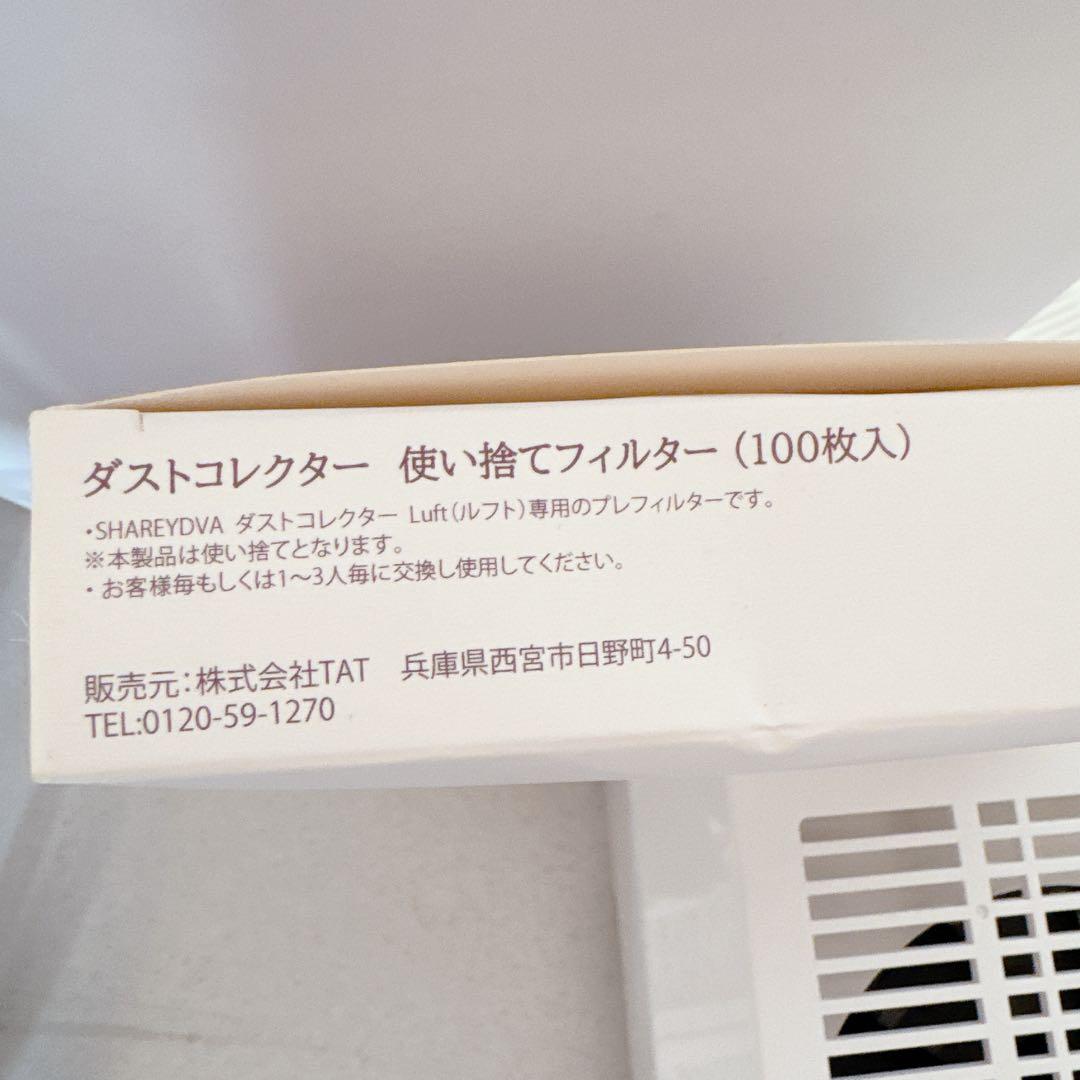 ダストコレクター 使い捨てフィルター（100枚入）
・SHAREYDVA ダストコレクター Luft（ルフト）専用のプレフィルターです。
※本製品は使い捨てとなります。
・お客様毎もしくは1〜3人毎に交換し使用してください。
販売元：株式会社TAT 兵庫県西宮市日野町4-50
TEL:0120-59-1270